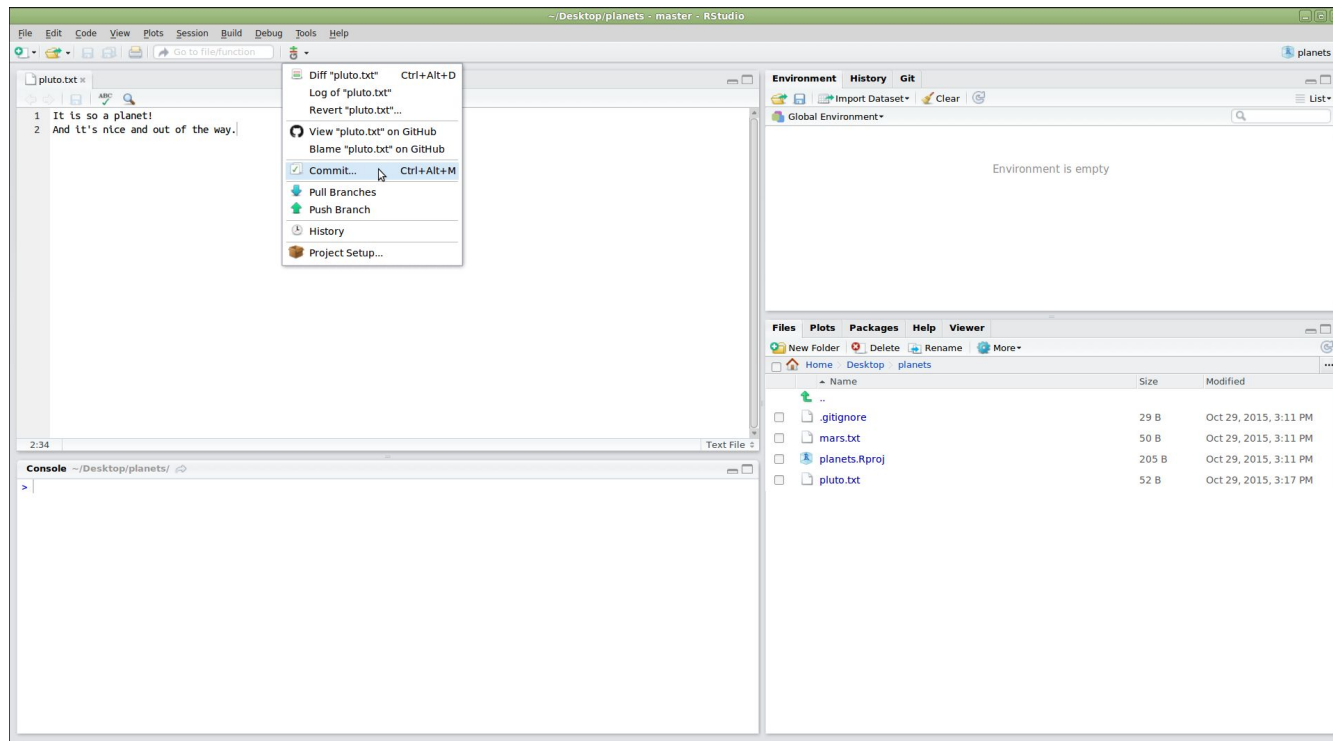 ~/Desktop/planets - master - RStudio
File Edit Code View Plots Session Build Debug Tools Help
Go to file/function
planets
pluto.txt
ABC
1 It is so a planet!
2 And it's nice and out of the way.
2:34 Text File
Diff "pluto.txt" Ctrl+Alt+D
Log of "pluto.txt"
Revert "pluto.txt"...
View "pluto.txt" on GitHub
Blame "pluto.txt" on GitHub
Commit... Ctrl+Alt+M
Pull Branches
Push Branch
History
Project Setup...
Console ~/Desktop/planets/
>
Environment History Git
Import Dataset Clear List
Global Environment
Environment is empty
Files Plots Packages Help Viewer
New Folder Delete Rename More
Home Desktop planets ...
Name Size Modified
..
.gitignore 29 B Oct 29, 2015, 3:11 PM
mars.txt 50 B Oct 29, 2015, 3:11 PM
planets.Rproj 205 B Oct 29, 2015, 3:11 PM
pluto.txt 52 B Oct 29, 2015, 3:17 PM